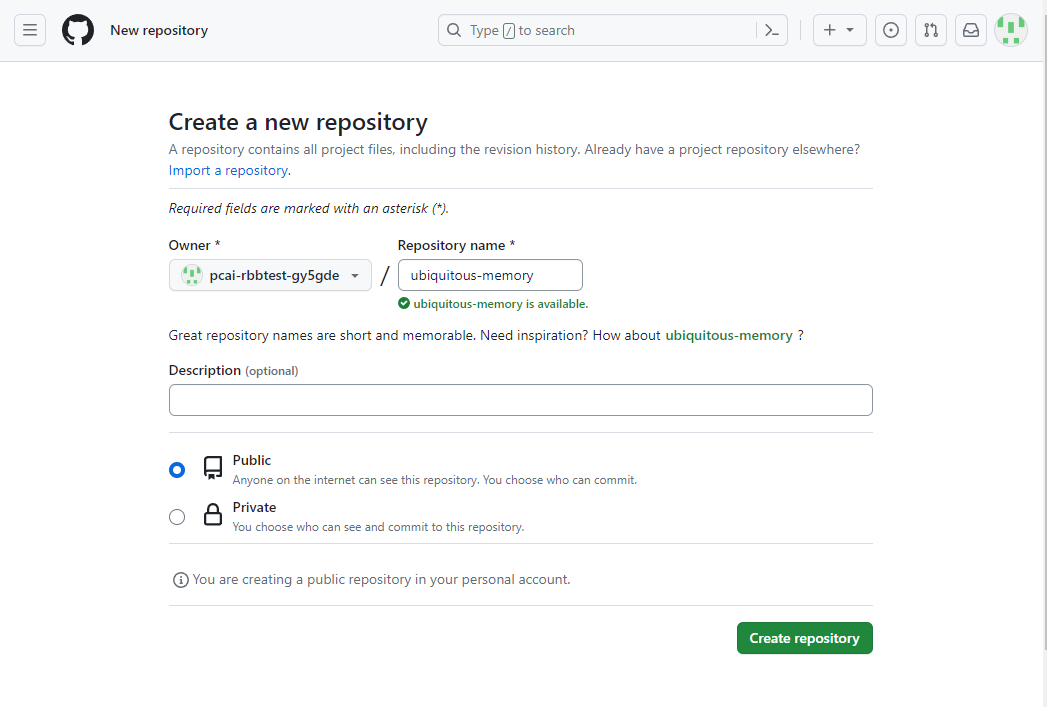 New repository
Type / to search
Create a new repository
A repository contains all project files, including the revision history. Already have a project repository elsewhere?
Import a repository.
Required fields are marked with an asterisk (*).
Owner *
Repository name *
pcai-rbbtest-gy5gde
/
ubiquitous-memory
ubiquitous-memory is available.
Great repository names are short and memorable. Need inspiration? How about ubiquitous-memory ?
Description (optional)
Public
Anyone on the internet can see this repository. You choose who can commit.
Private
You choose who can see and commit to this repository.
You are creating a public repository in your personal account.
Create repository